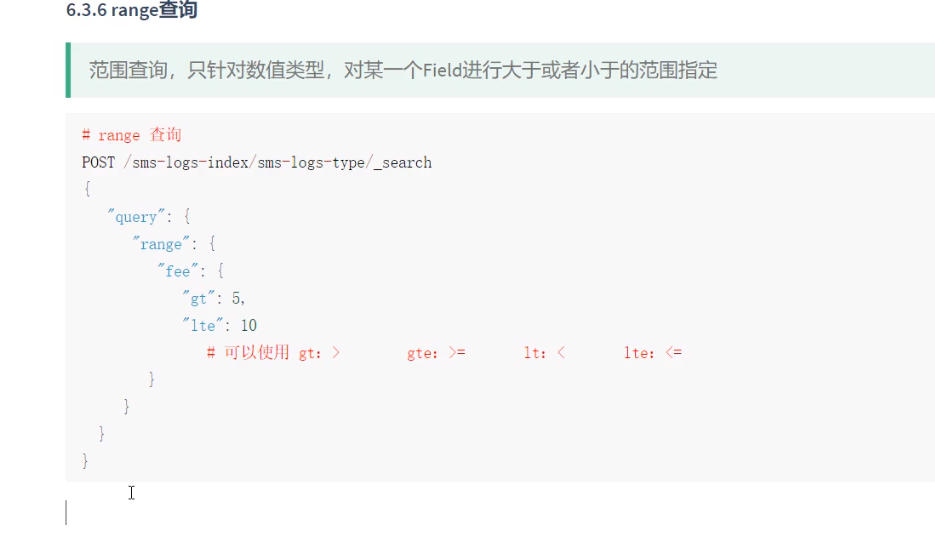 6.3.6 range查询
范围查询，只针对数值类型，对某一个Field进行大于或者小于的范围指定
# range 查询
POST /sms-logs-index/sms-logs-type/_search
{
"query": {
"range": {
"fee": {
"gt": 5,
"lte": 10
# 可以使用 gt: > gte: >= lt: < lte: <=
}
}
}
}